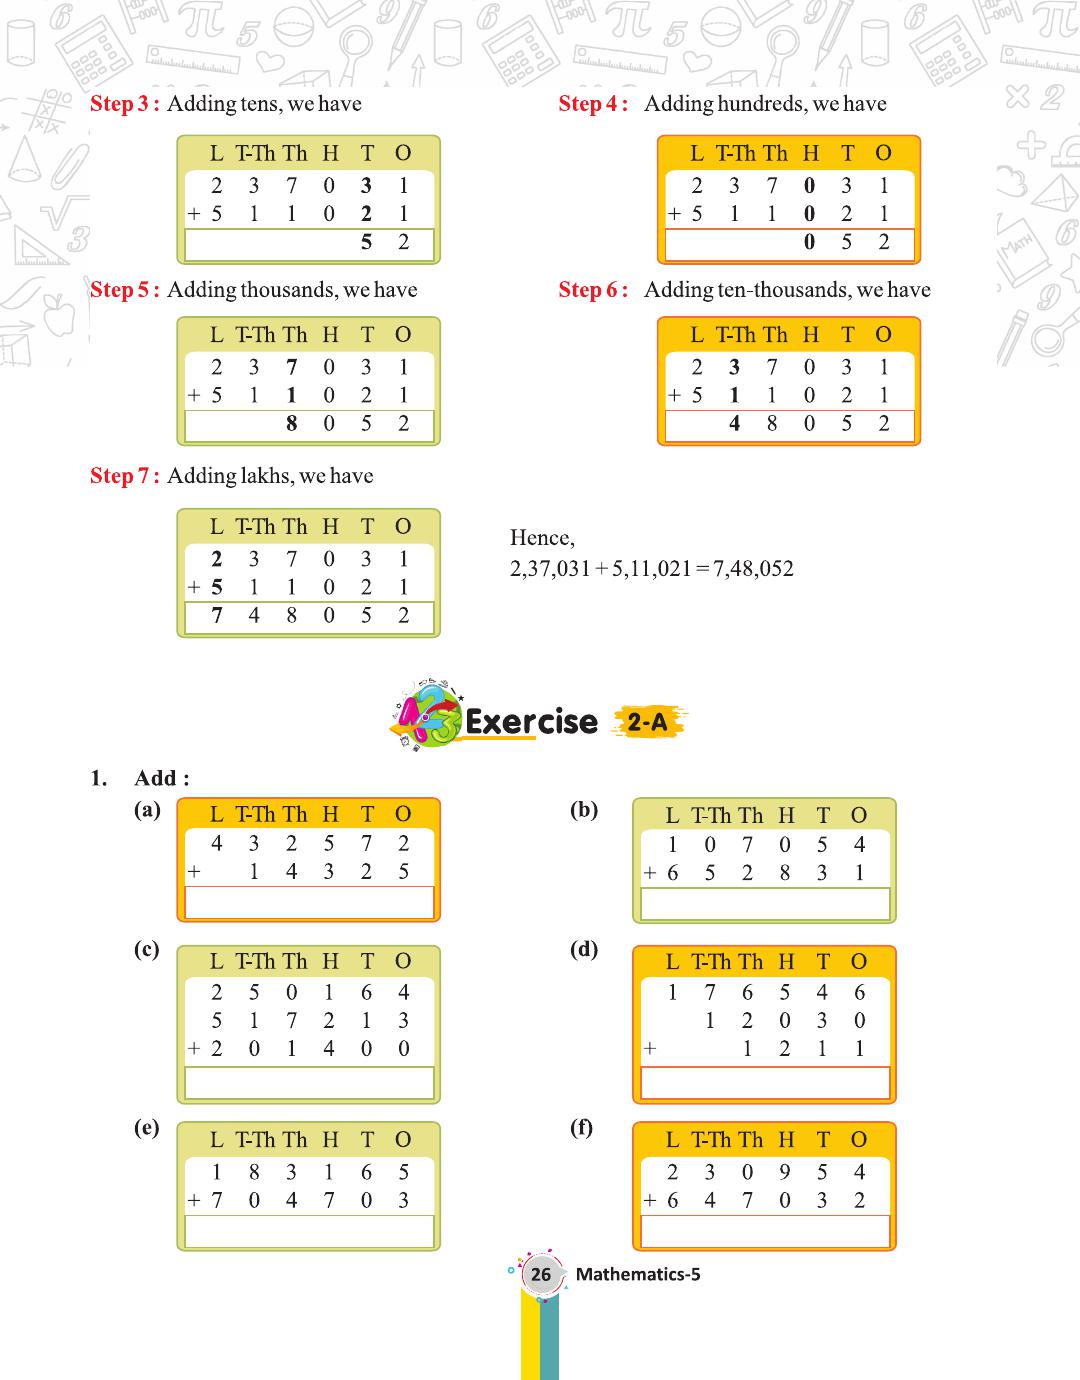 Step 3 : Adding tens, we have
L T-Th Th H T O
2 3 7 0 3 1
+ 5 1 1 0 2 1
5 2
Step 4 : Adding hundreds, we have
L T-Th Th H T O
2 3 7 0 3 1
+ 5 1 1 0 2 1
0 5 2
Step 5 : Adding thousands, we have
L T-Th Th H T O
2 3 7 0 3 1
+ 5 1 1 0 2 1
8 0 5 2
Step 6 : Adding ten-thousands, we have
L T-Th Th H T O
2 3 7 0 3 1
+ 5 1 1 0 2 1
4 8 0 5 2
Step 7 : Adding lakhs, we have
L T-Th Th H T O
2 3 7 0 3 1
+ 5 1 1 0 2 1
7 4 8 0 5 2
Hence,
2,37,031 + 5,11,021 = 7,48,052
Exercise 2-A
1. Add :
(a)
L T-Th Th H T O
4 3 2 5 7 2
+ 1 4 3 2 5
(b)
L T-Th Th H T O
1 0 7 0 5 4
+ 6 5 2 8 3 1
(c)
L T-Th Th H T O
2 5 0 1 6 4
5 1 7 2 1 3
+ 2 0 1 4 0 0
(d)
L T-Th Th H T O
1 7 6 5 4 6
1 2 0 3 0
+ 1 2 1 1
(e)
L T-Th Th H T O
1 8 3 1 6 5
+ 7 0 4 7 0 3
(f)
L T-Th Th H T O
2 3 0 9 5 4
+ 6 4 7 0 3 2
26 Mathematics-5